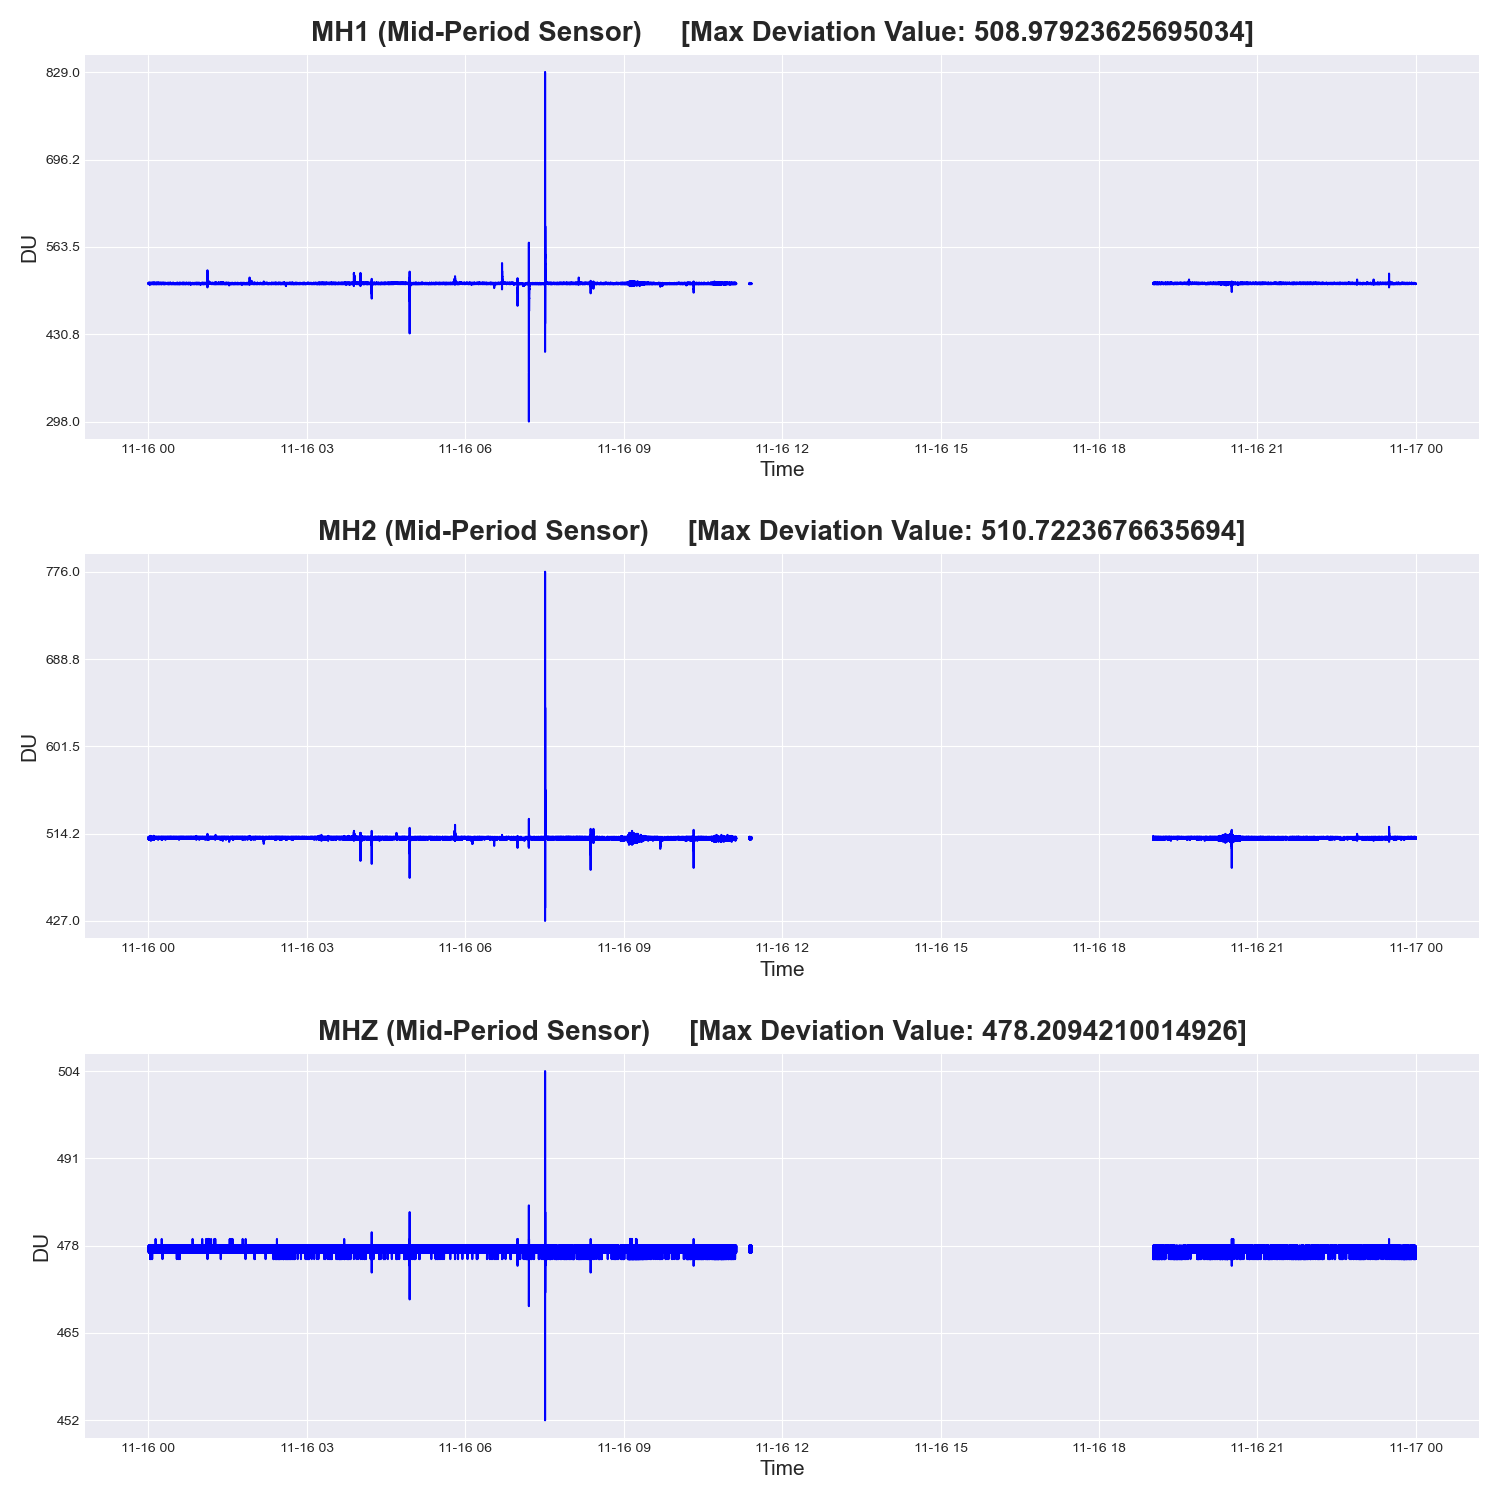 MH1 (Mid-Period Sensor) [Max Deviation Value: 508.97923625695034]
829.0
696.2
563.5
430.8
298.0
DU
11-16 00 11-16 03 11-16 06 11-16 09 11-16 12 11-16 15 11-16 18 11-16 21 11-17 00
Time
MH2 (Mid-Period Sensor) [Max Deviation Value: 510.7223676635694]
776.0
688.8
601.5
514.2
427.0
DU
11-16 00 11-16 03 11-16 06 11-16 09 11-16 12 11-16 15 11-16 18 11-16 21 11-17 00
Time
MHZ (Mid-Period Sensor) [Max Deviation Value: 478.2094210014926]
504
491
478
465
452
DU
11-16 00 11-16 03 11-16 06 11-16 09 11-16 12 11-16 15 11-16 18 11-16 21 11-17 00
Time